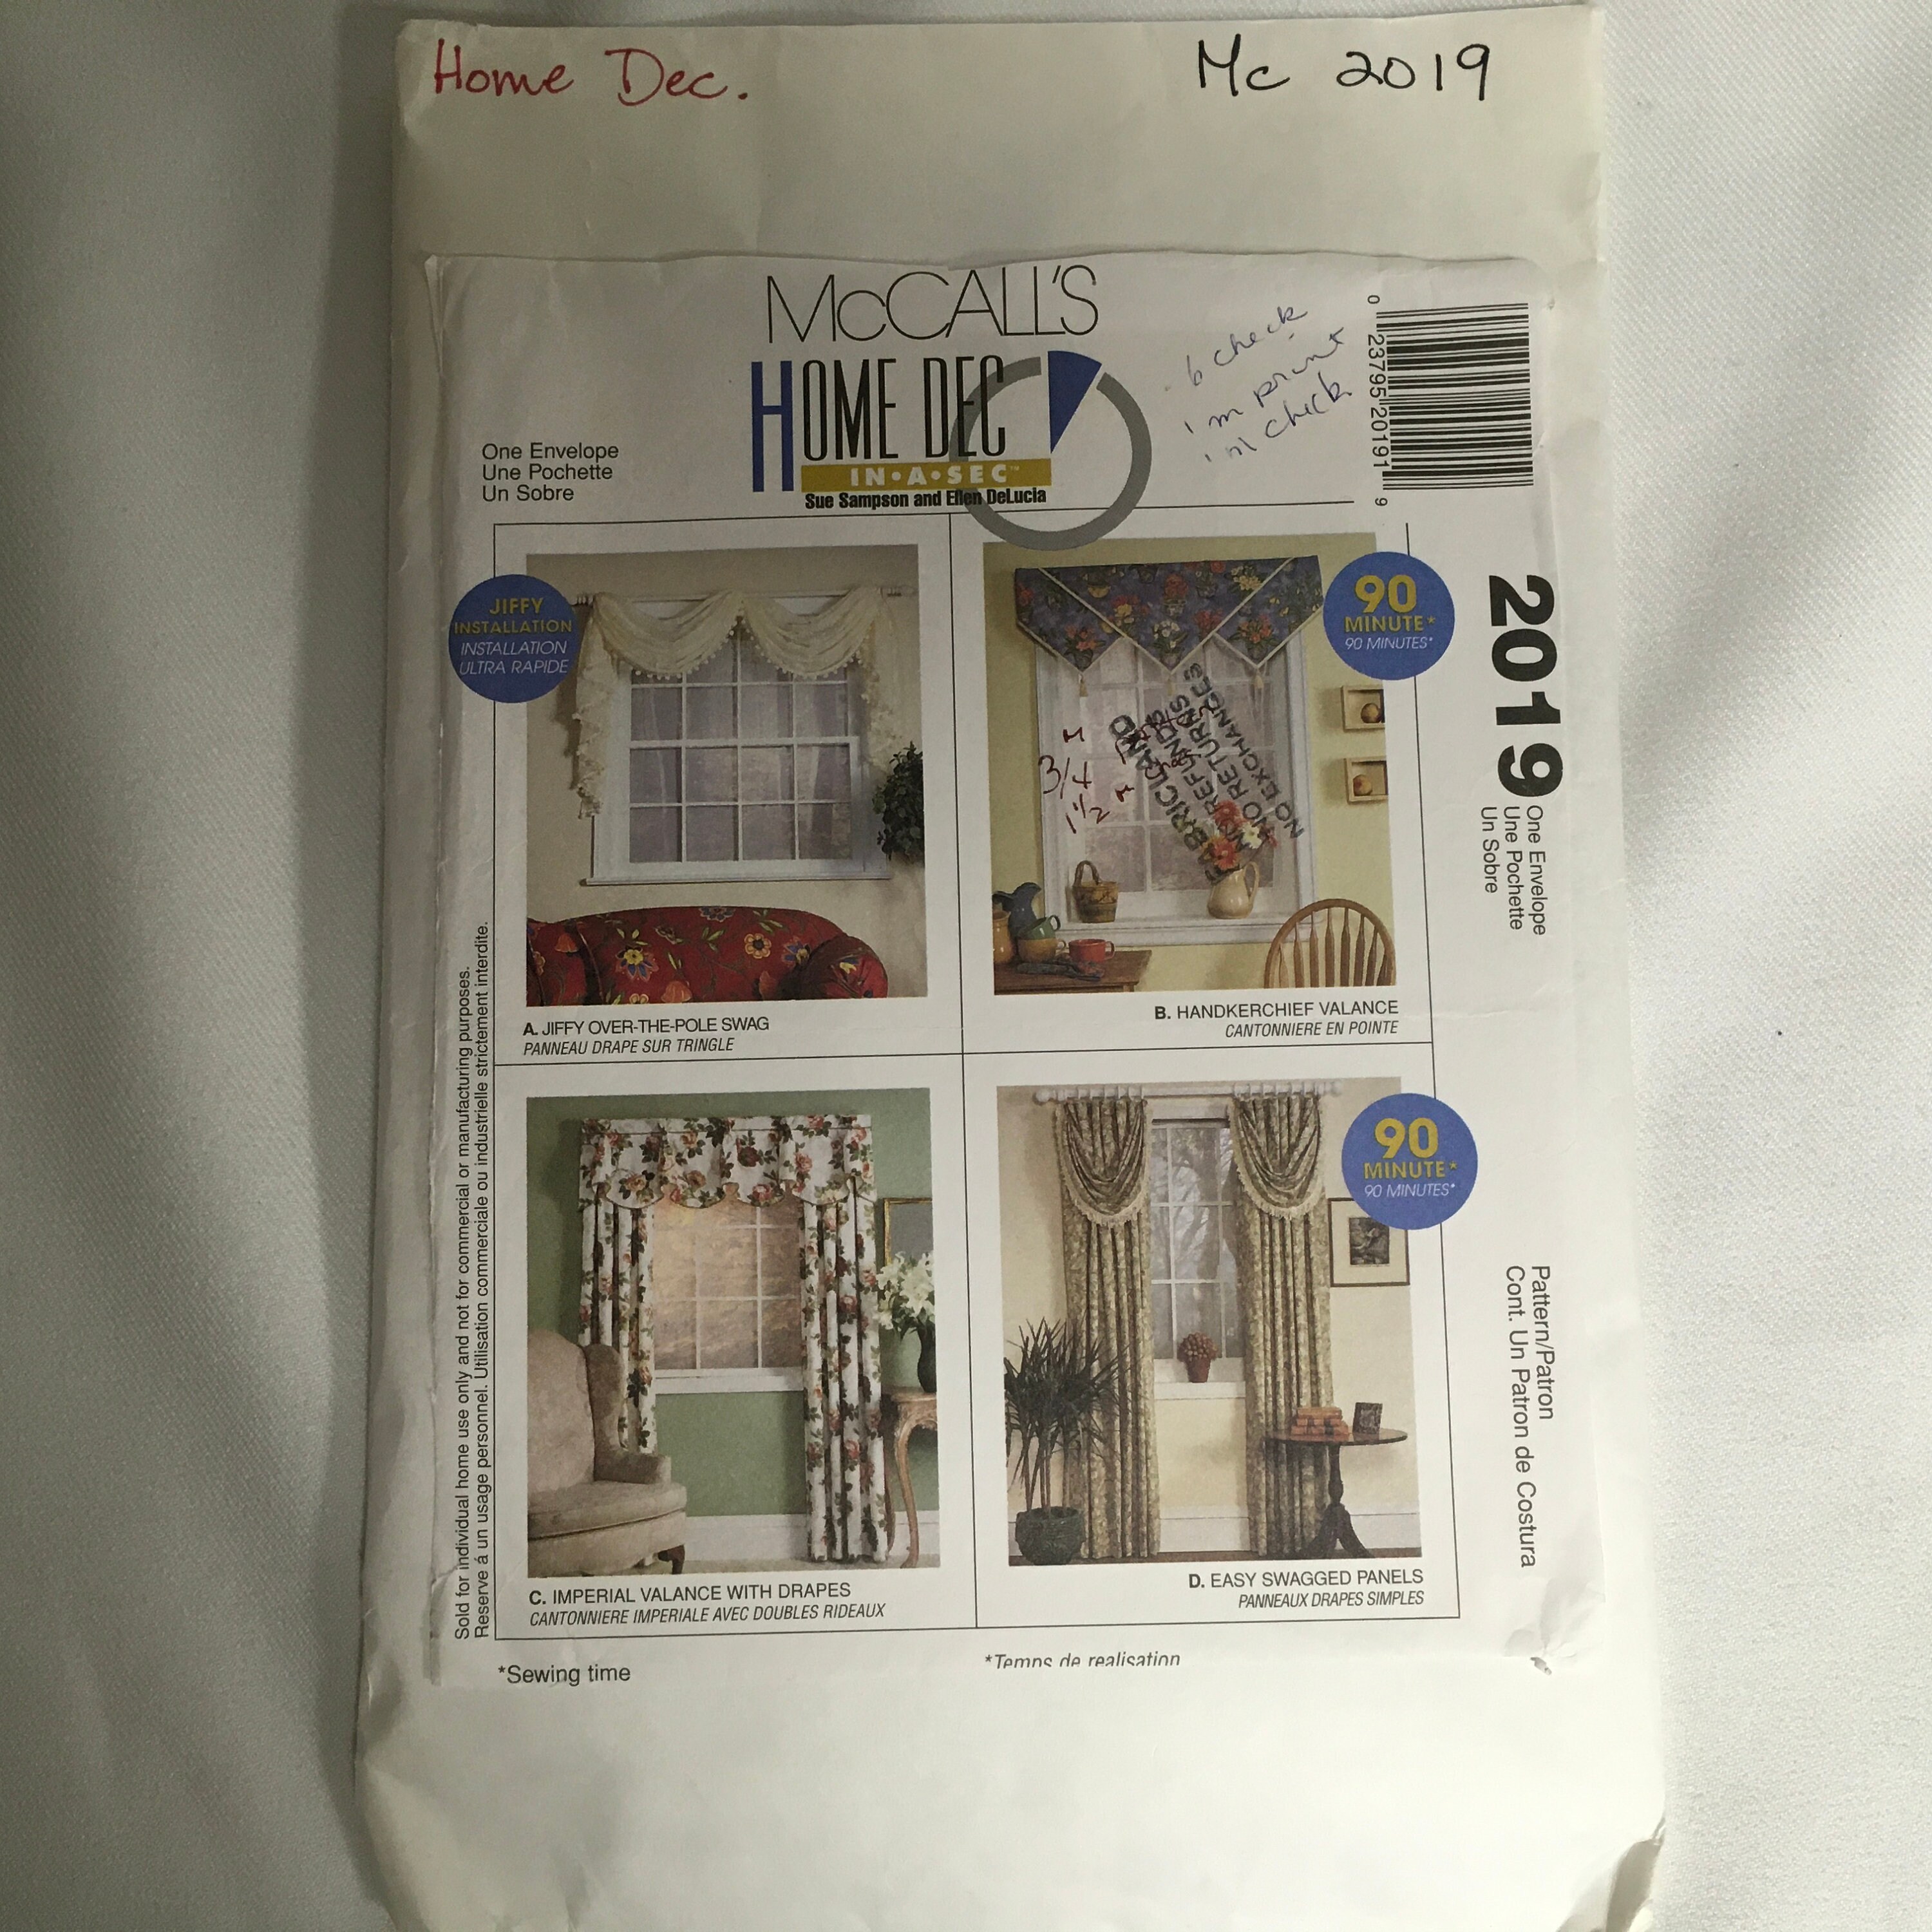 Home Dec.
Mc 2019
McCALL'S
HOME DEC
IN•A•SEC™
Sue Sampson and Ellen DeLucia
One Envelope
Une Pochette
Un Sobre
6 check
1 m print
1 m check
0 23795 20191 9
2019
One Envelope
Une Pochette
Un Sobre
JIFFY
INSTALLATION
INSTALLATION
ULTRA RAPIDE
90
MINUTE*
90 MINUTES*
3/4
1 1/2
FABRICLAND
NO REFUNDS
NO RETURNS
NO EXCHANGES
A. JIFFY OVER-THE-POLE SWAG
PANNEAU DRAPE SUR TRINGLE
B. HANDKERCHIEF VALANCE
CANTONNIERE EN POINTE
90
MINUTE*
90 MINUTES*
C. IMPERIAL VALANCE WITH DRAPES
CANTONNIERE IMPERIALE AVEC DOUBLES RIDEAUX
D. EASY SWAGGED PANELS
PANNEAUX DRAPES SIMPLES
Sold for individual home use only and not for commercial or manufacturing purposes.
Reserve á un usage personnel. Utilisation commerciale ou industrielle strictement interdite.
Pattern/Patron
Cont. Un Patron de Costura
*Sewing time
*Temps de realisation